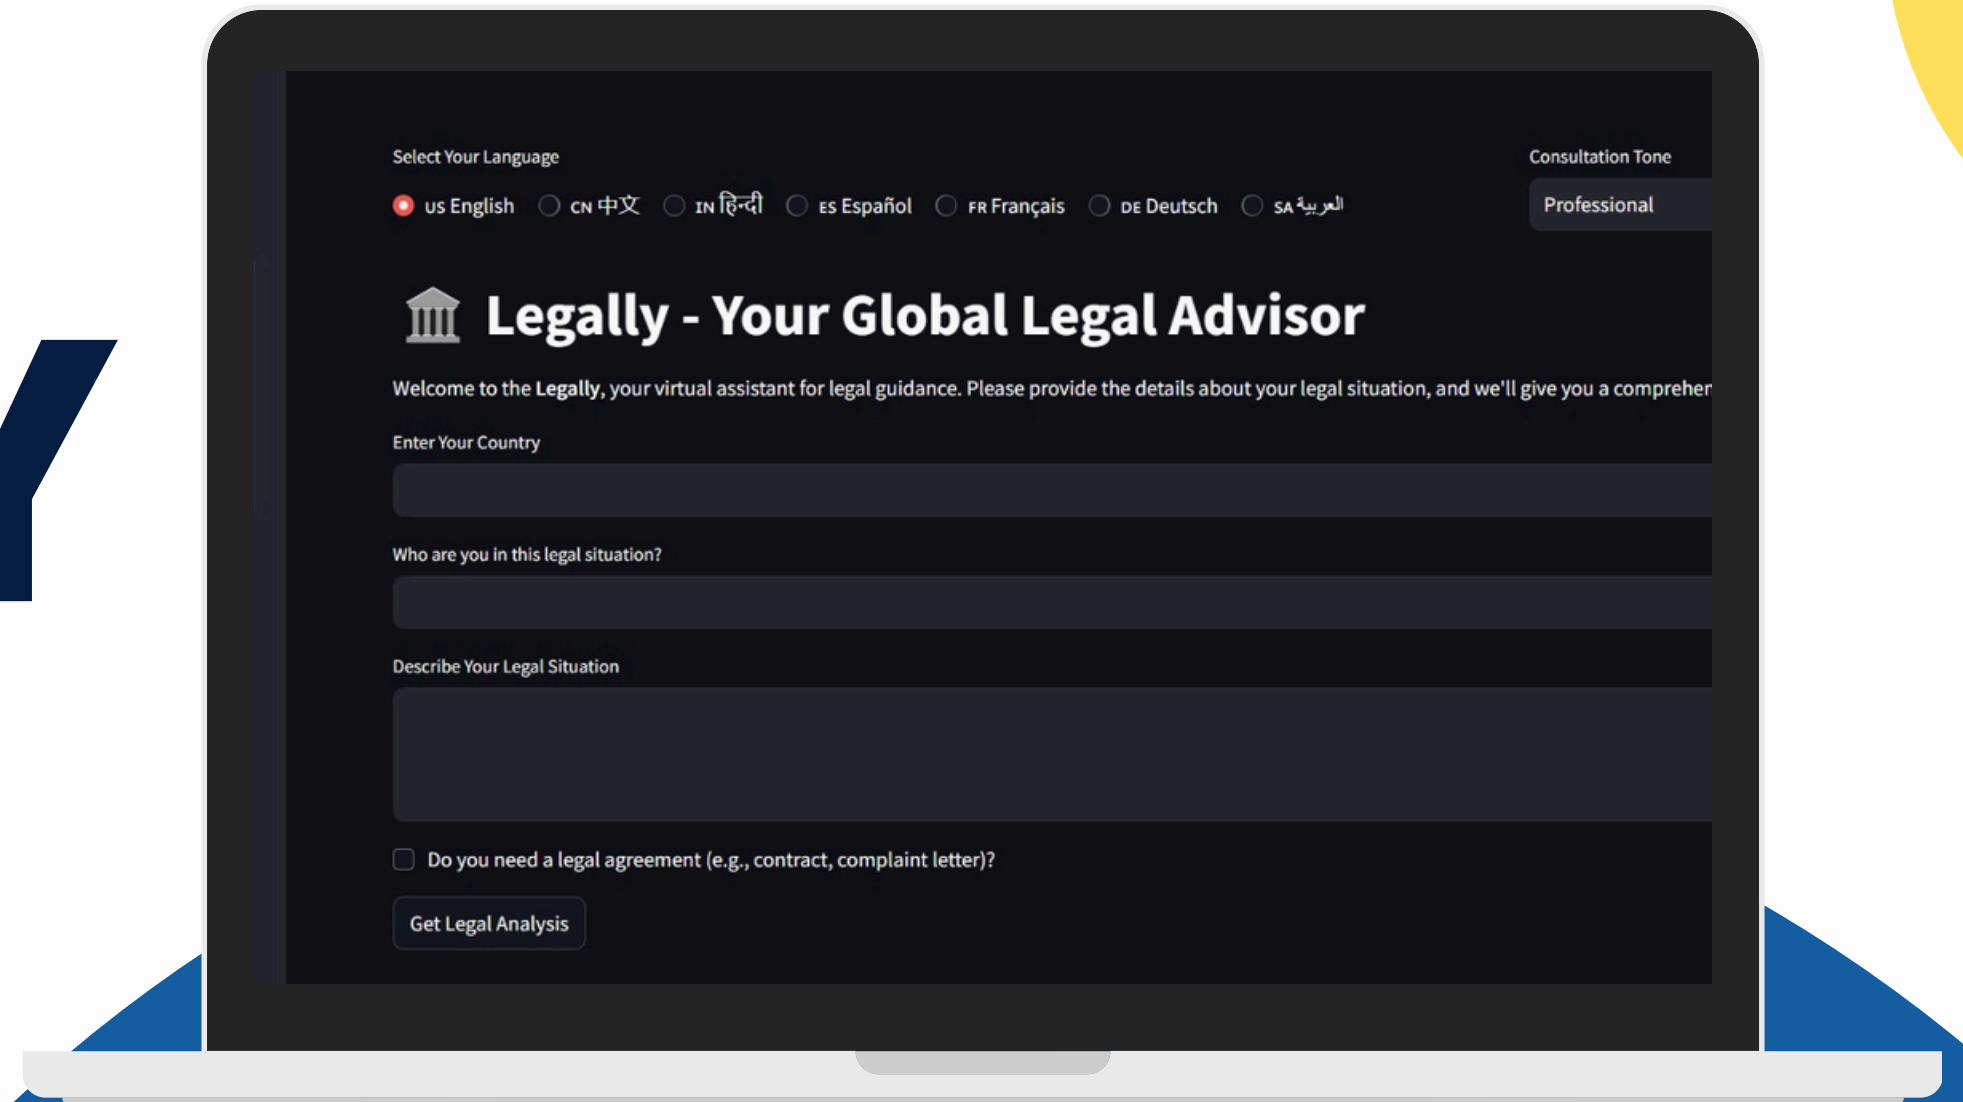 Y
Select Your Language
Consultation Tone
US English CN 中文 IN हिन्दी ES Español FR Français DE Deutsch SA العربية
Professional
Legally - Your Global Legal Advisor
Welcome to the Legally, your virtual assistant for legal guidance. Please provide the details about your legal situation, and we'll give you a comprehen
Enter Your Country
Who are you in this legal situation?
Describe Your Legal Situation
Do you need a legal agreement (e.g., contract, complaint letter)?
Get Legal Analysis